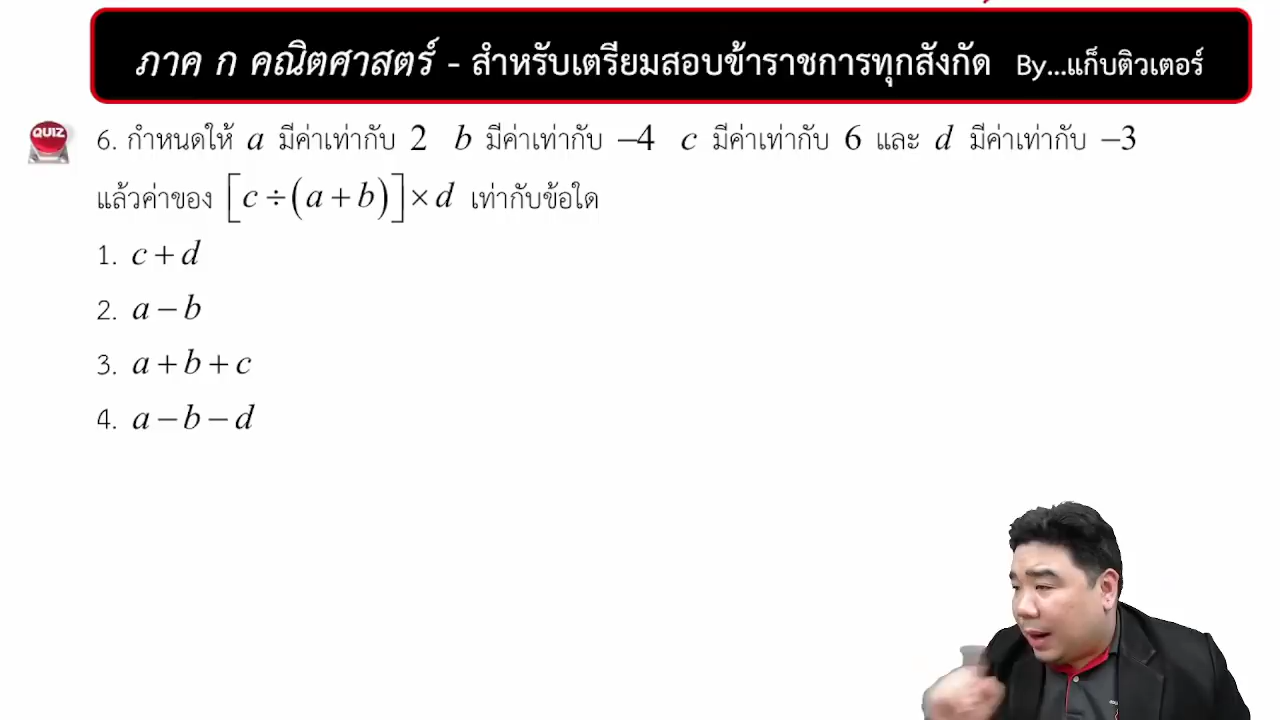 ภาค ก คณิตศาสตร์ - สำหรับเตรียมสอบข้าราชการทุกสังกัด By...แก็บติวเตอร์
QUIZ
6. กำหนดให้ a มีค่าเท่ากับ 2 b มีค่าเท่ากับ −4 c มีค่าเท่ากับ 6 และ d มีค่าเท่ากับ −3
แล้วค่าของ [c÷(a+b)]×d เท่ากับข้อใด
1. c+d
2. a−b
3. a+b+c
4. a−b−d